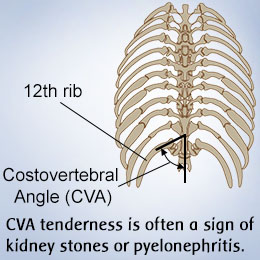 12th rib
Costovertebral
Angle (CVA)
CVA tenderness is often a sign of
kidney stones or pyelonephritis.